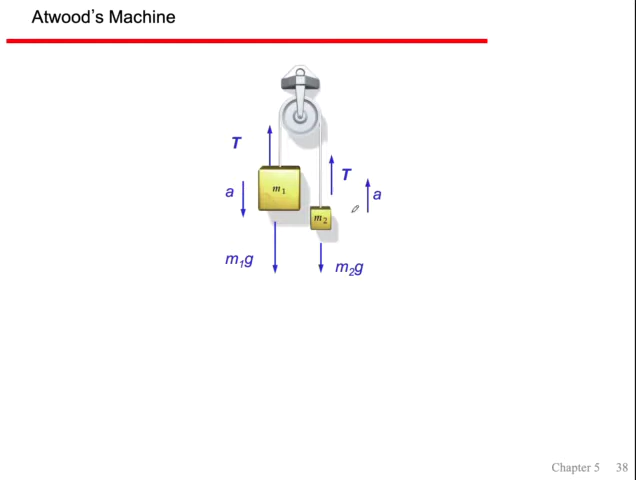 Atwood's Machine
T
T
a
m₁
a
m₂
m₁g
m₂g
Chapter 5 38